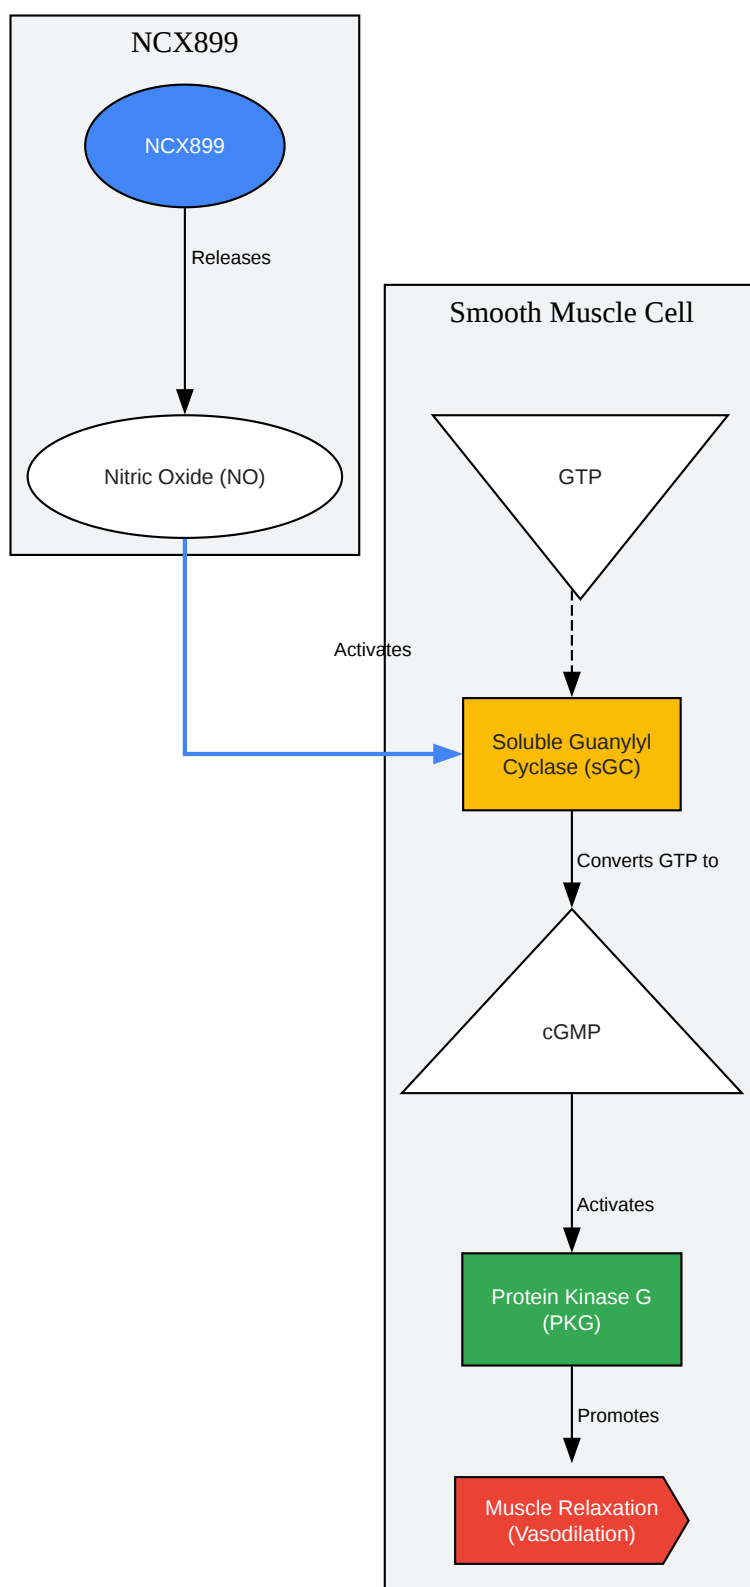 NCX899
NCX899
Releases
Nitric Oxide (NO)
Smooth Muscle Cell
GTP
Activates
Soluble Guanylyl
Cyclase (sGC)
Converts GTP to
cGMP
Activates
Protein Kinase G
(PKG)
Promotes
Muscle Relaxation
(Vasodilation)